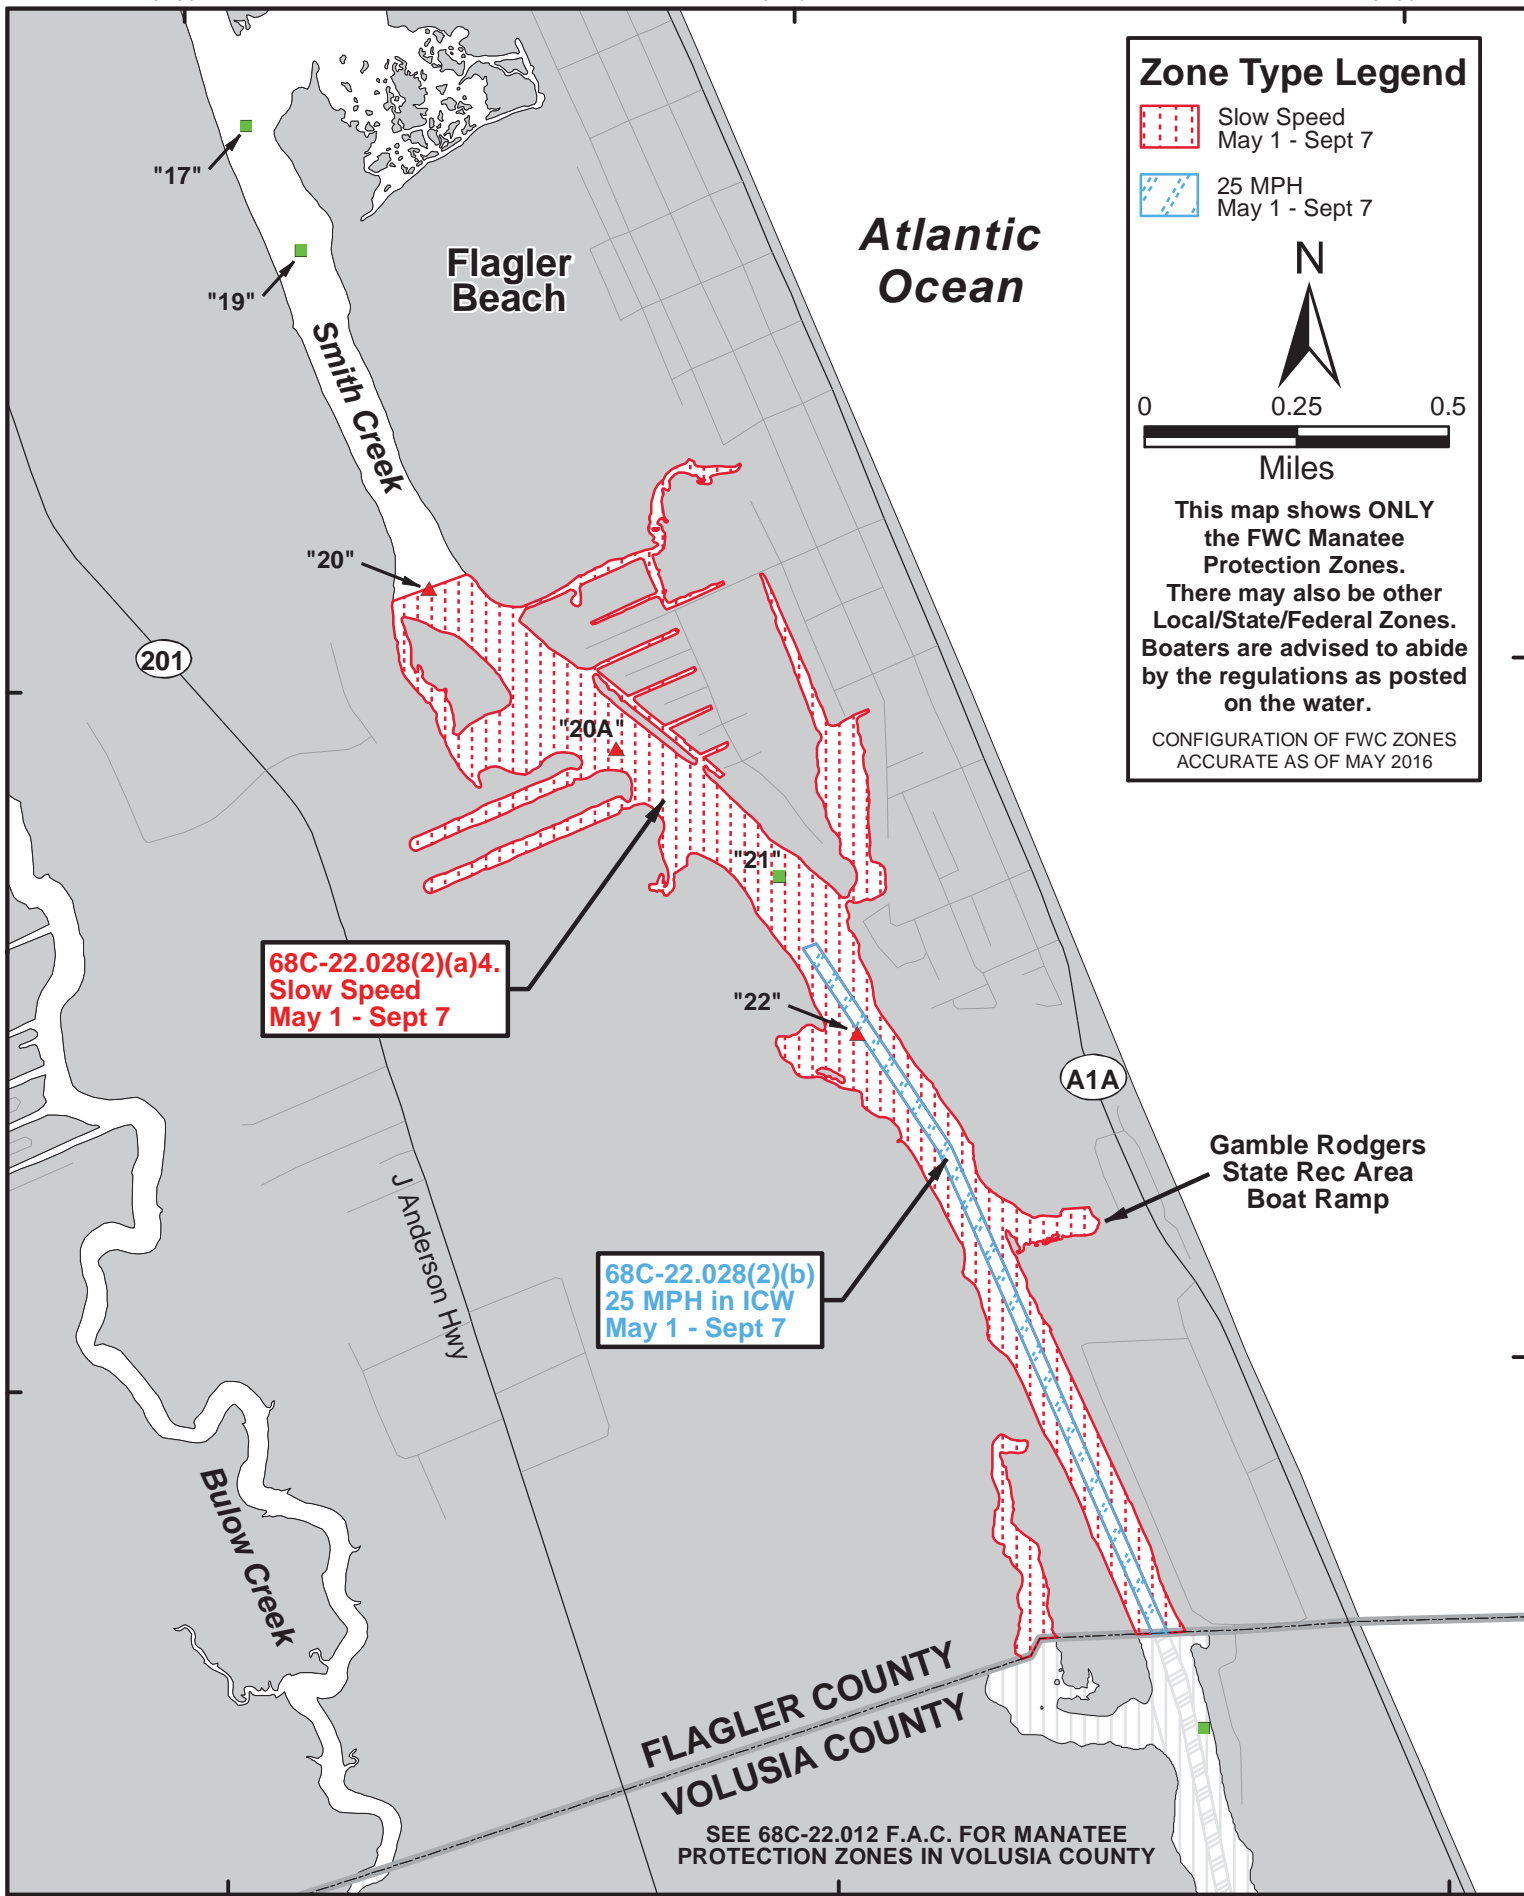 Zone Type Legend
Slow Speed
May 1 - Sept 7
25 MPH
May 1 - Sept 7
N
0 0.25 0.5
Miles
This map shows ONLY
the FWC Manatee
Protection Zones.
There may also be other
Local/State/Federal Zones.
Boaters are advised to abide
by the regulations as posted
on the water.
CONFIGURATION OF FWC ZONES
ACCURATE AS OF MAY 2016
"17"
"19"
Flagler
Beach
Atlantic
Ocean
Smith Creek
"20"
201
"20A"
"21"
68C-22.028(2)(a)4.
Slow Speed
May 1 - Sept 7
"22"
A1A
Gamble Rodgers
State Rec Area
Boat Ramp
J Anderson Hwy
68C-22.028(2)(b)
25 MPH in ICW
May 1 - Sept 7
Bulow Creek
FLAGLER COUNTY
VOLUSIA COUNTY
SEE 68C-22.012 F.A.C. FOR MANATEE
PROTECTION ZONES IN VOLUSIA COUNTY